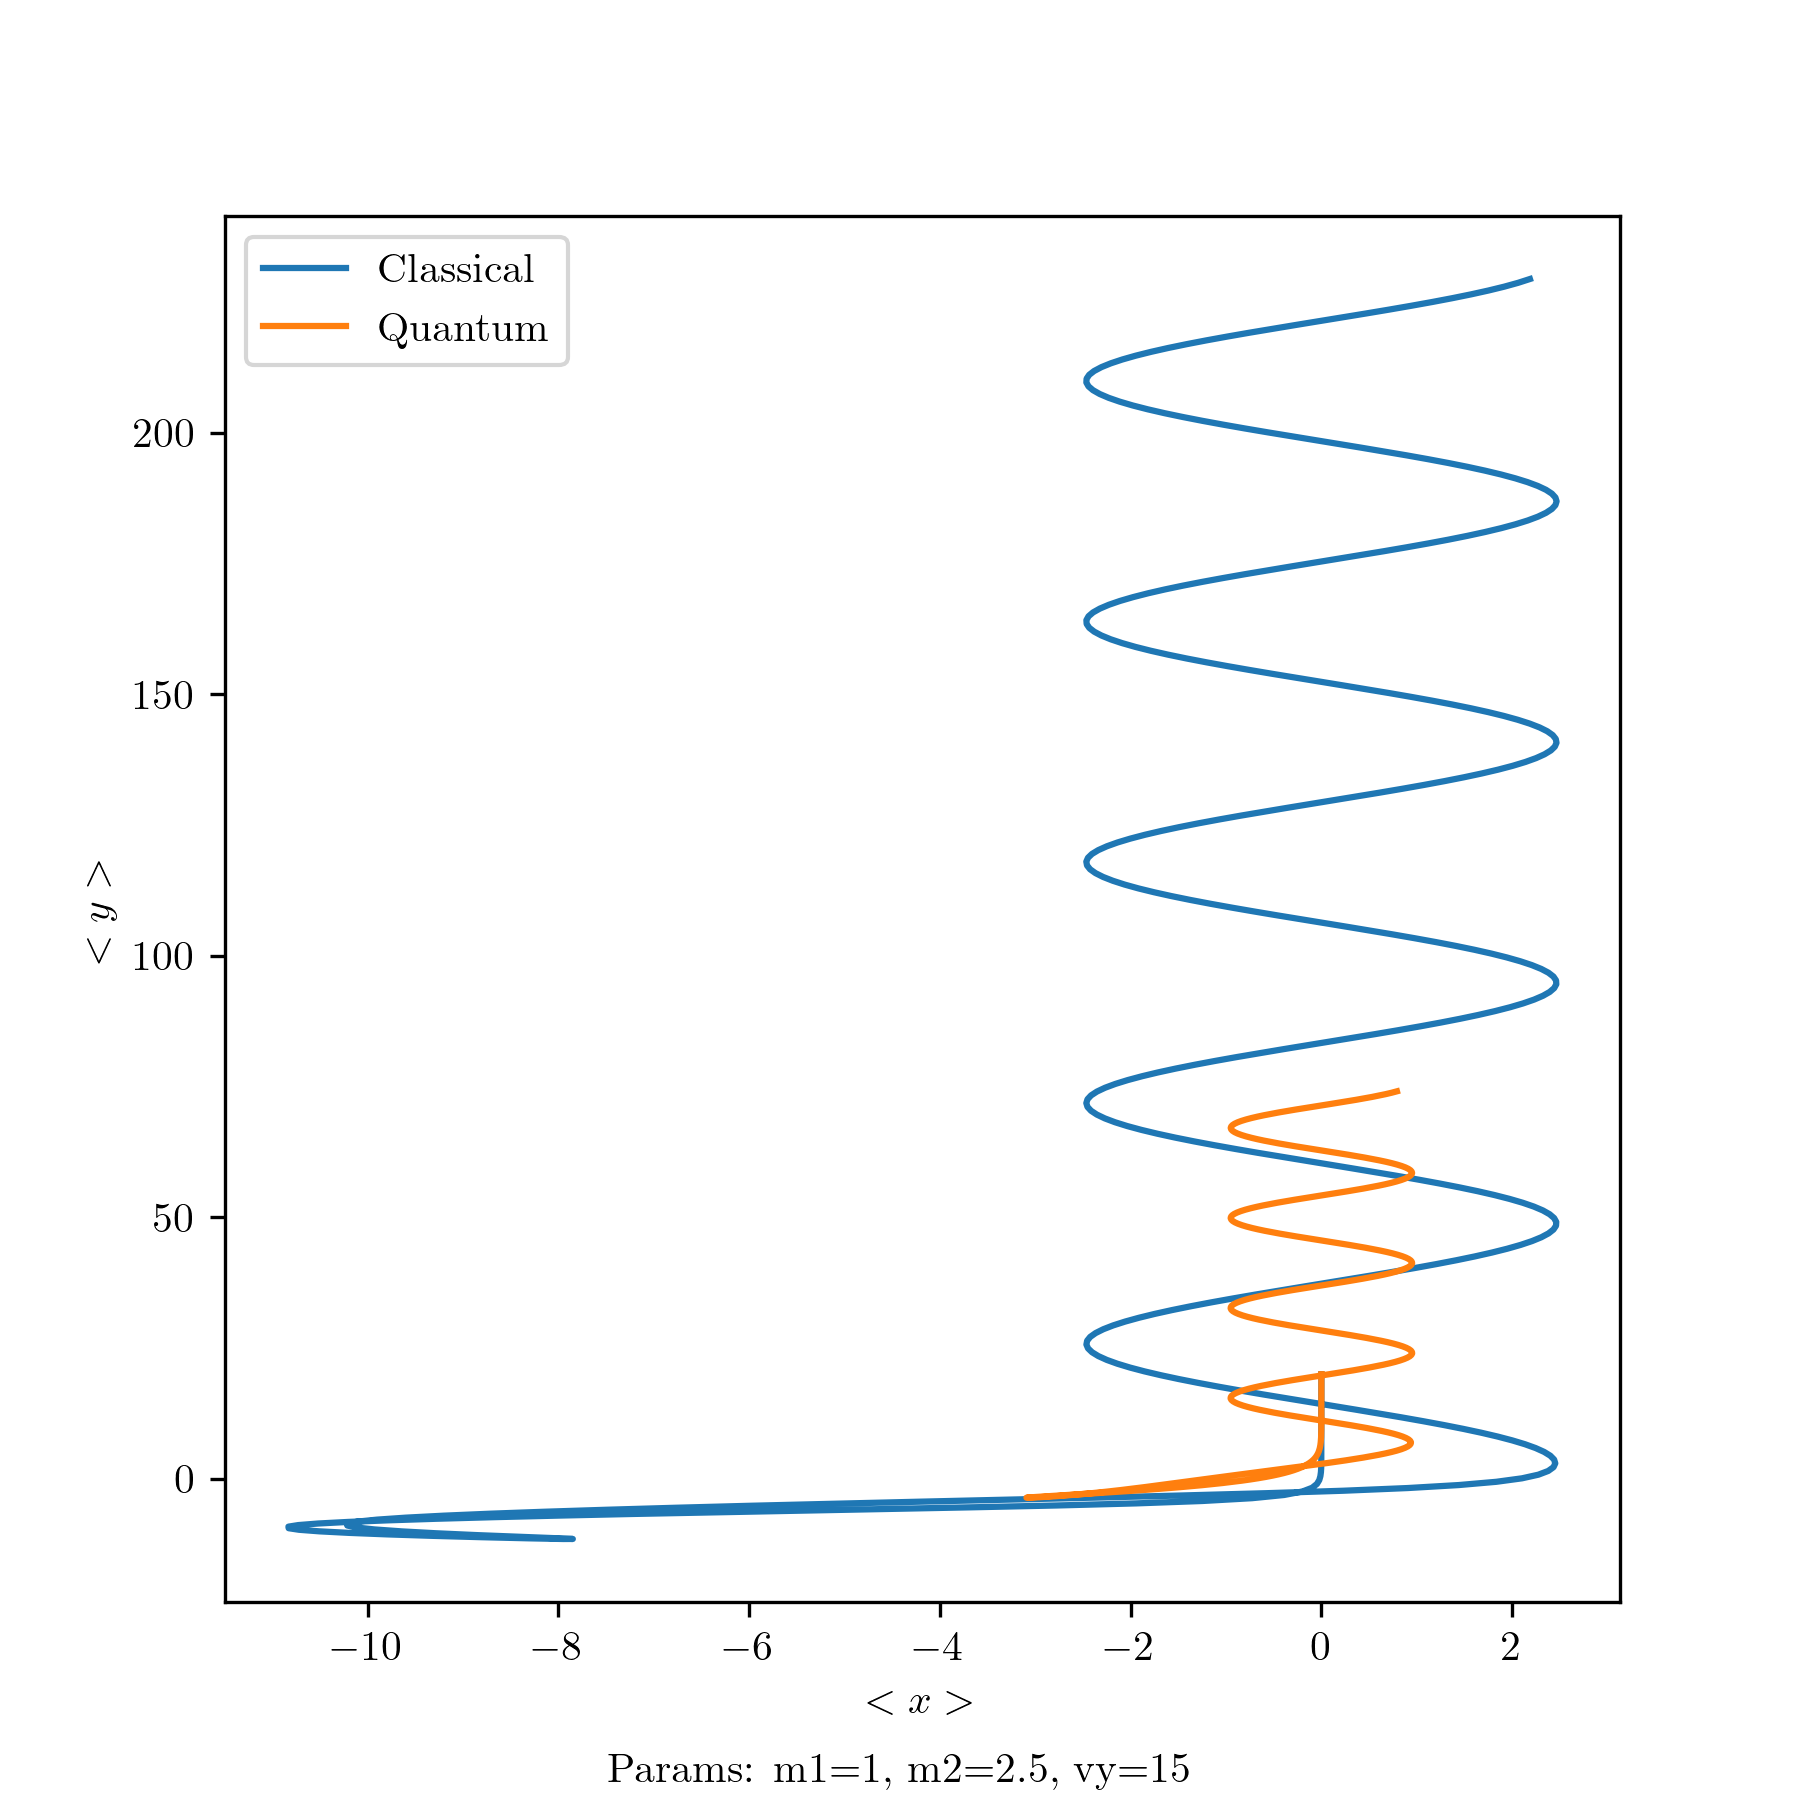 Classical
Quantum
200
150
100
50
0
< y >
−10 −8 −6 −4 −2 0 2
< x >
Params: m1=1, m2=2.5, vy=15